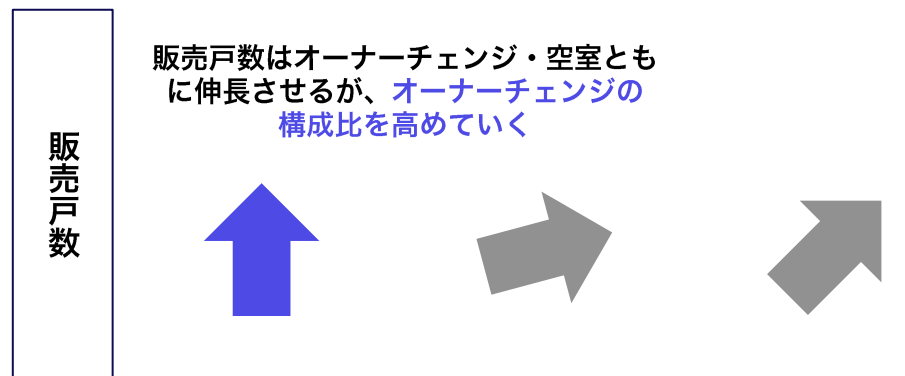 販売戸数
販売戸数はオーナーチェンジ・空室とも
に伸長させるが、オーナーチェンジの
構成比を高めていく